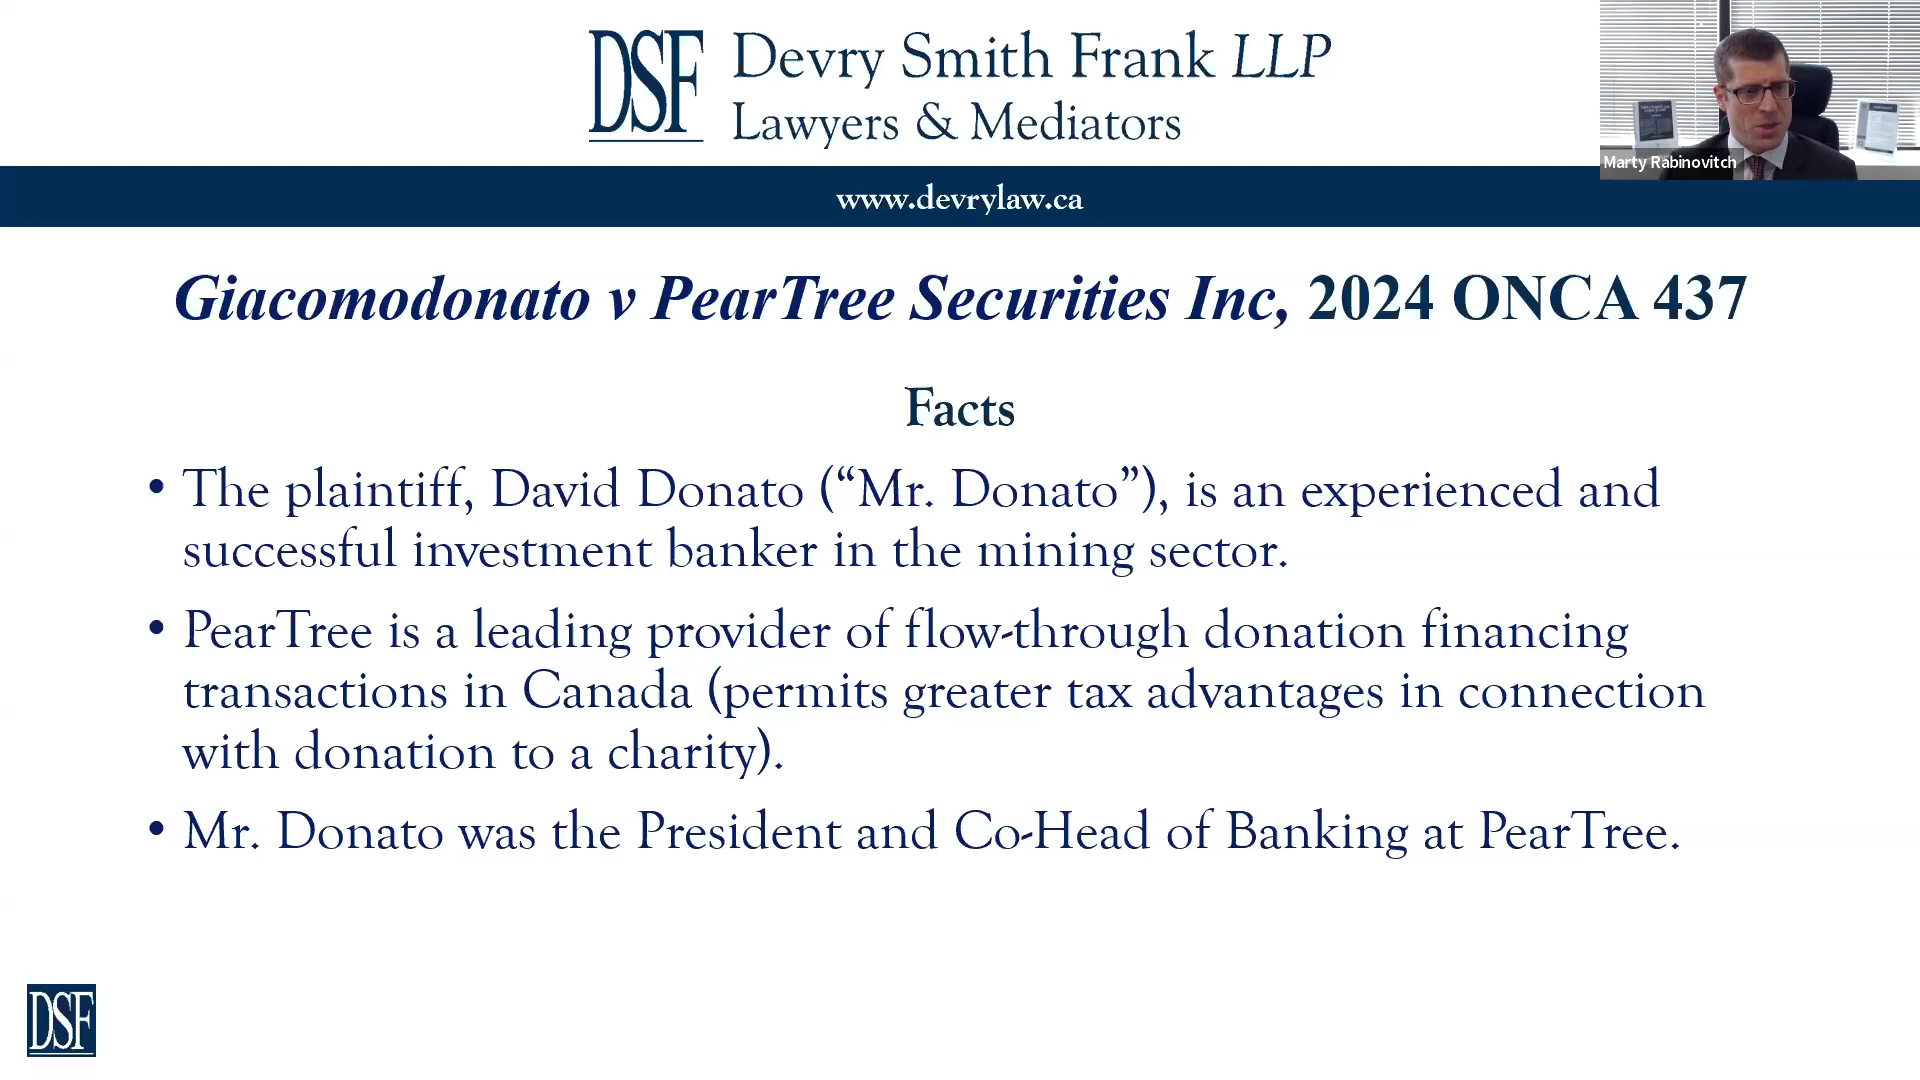 DSF Devry Smith Frank LLP
Lawyers & Mediators
Marty Rabinovitch
www.devrylaw.ca
Giacomodonato v PearTree Securities Inc, 2024 ONCA 437
Facts
• The plaintiff, David Donato (“Mr. Donato”), is an experienced and
successful investment banker in the mining sector.
• PearTree is a leading provider of flow-through donation financing
transactions in Canada (permits greater tax advantages in connection
with donation to a charity).
• Mr. Donato was the President and Co-Head of Banking at PearTree.
DSF